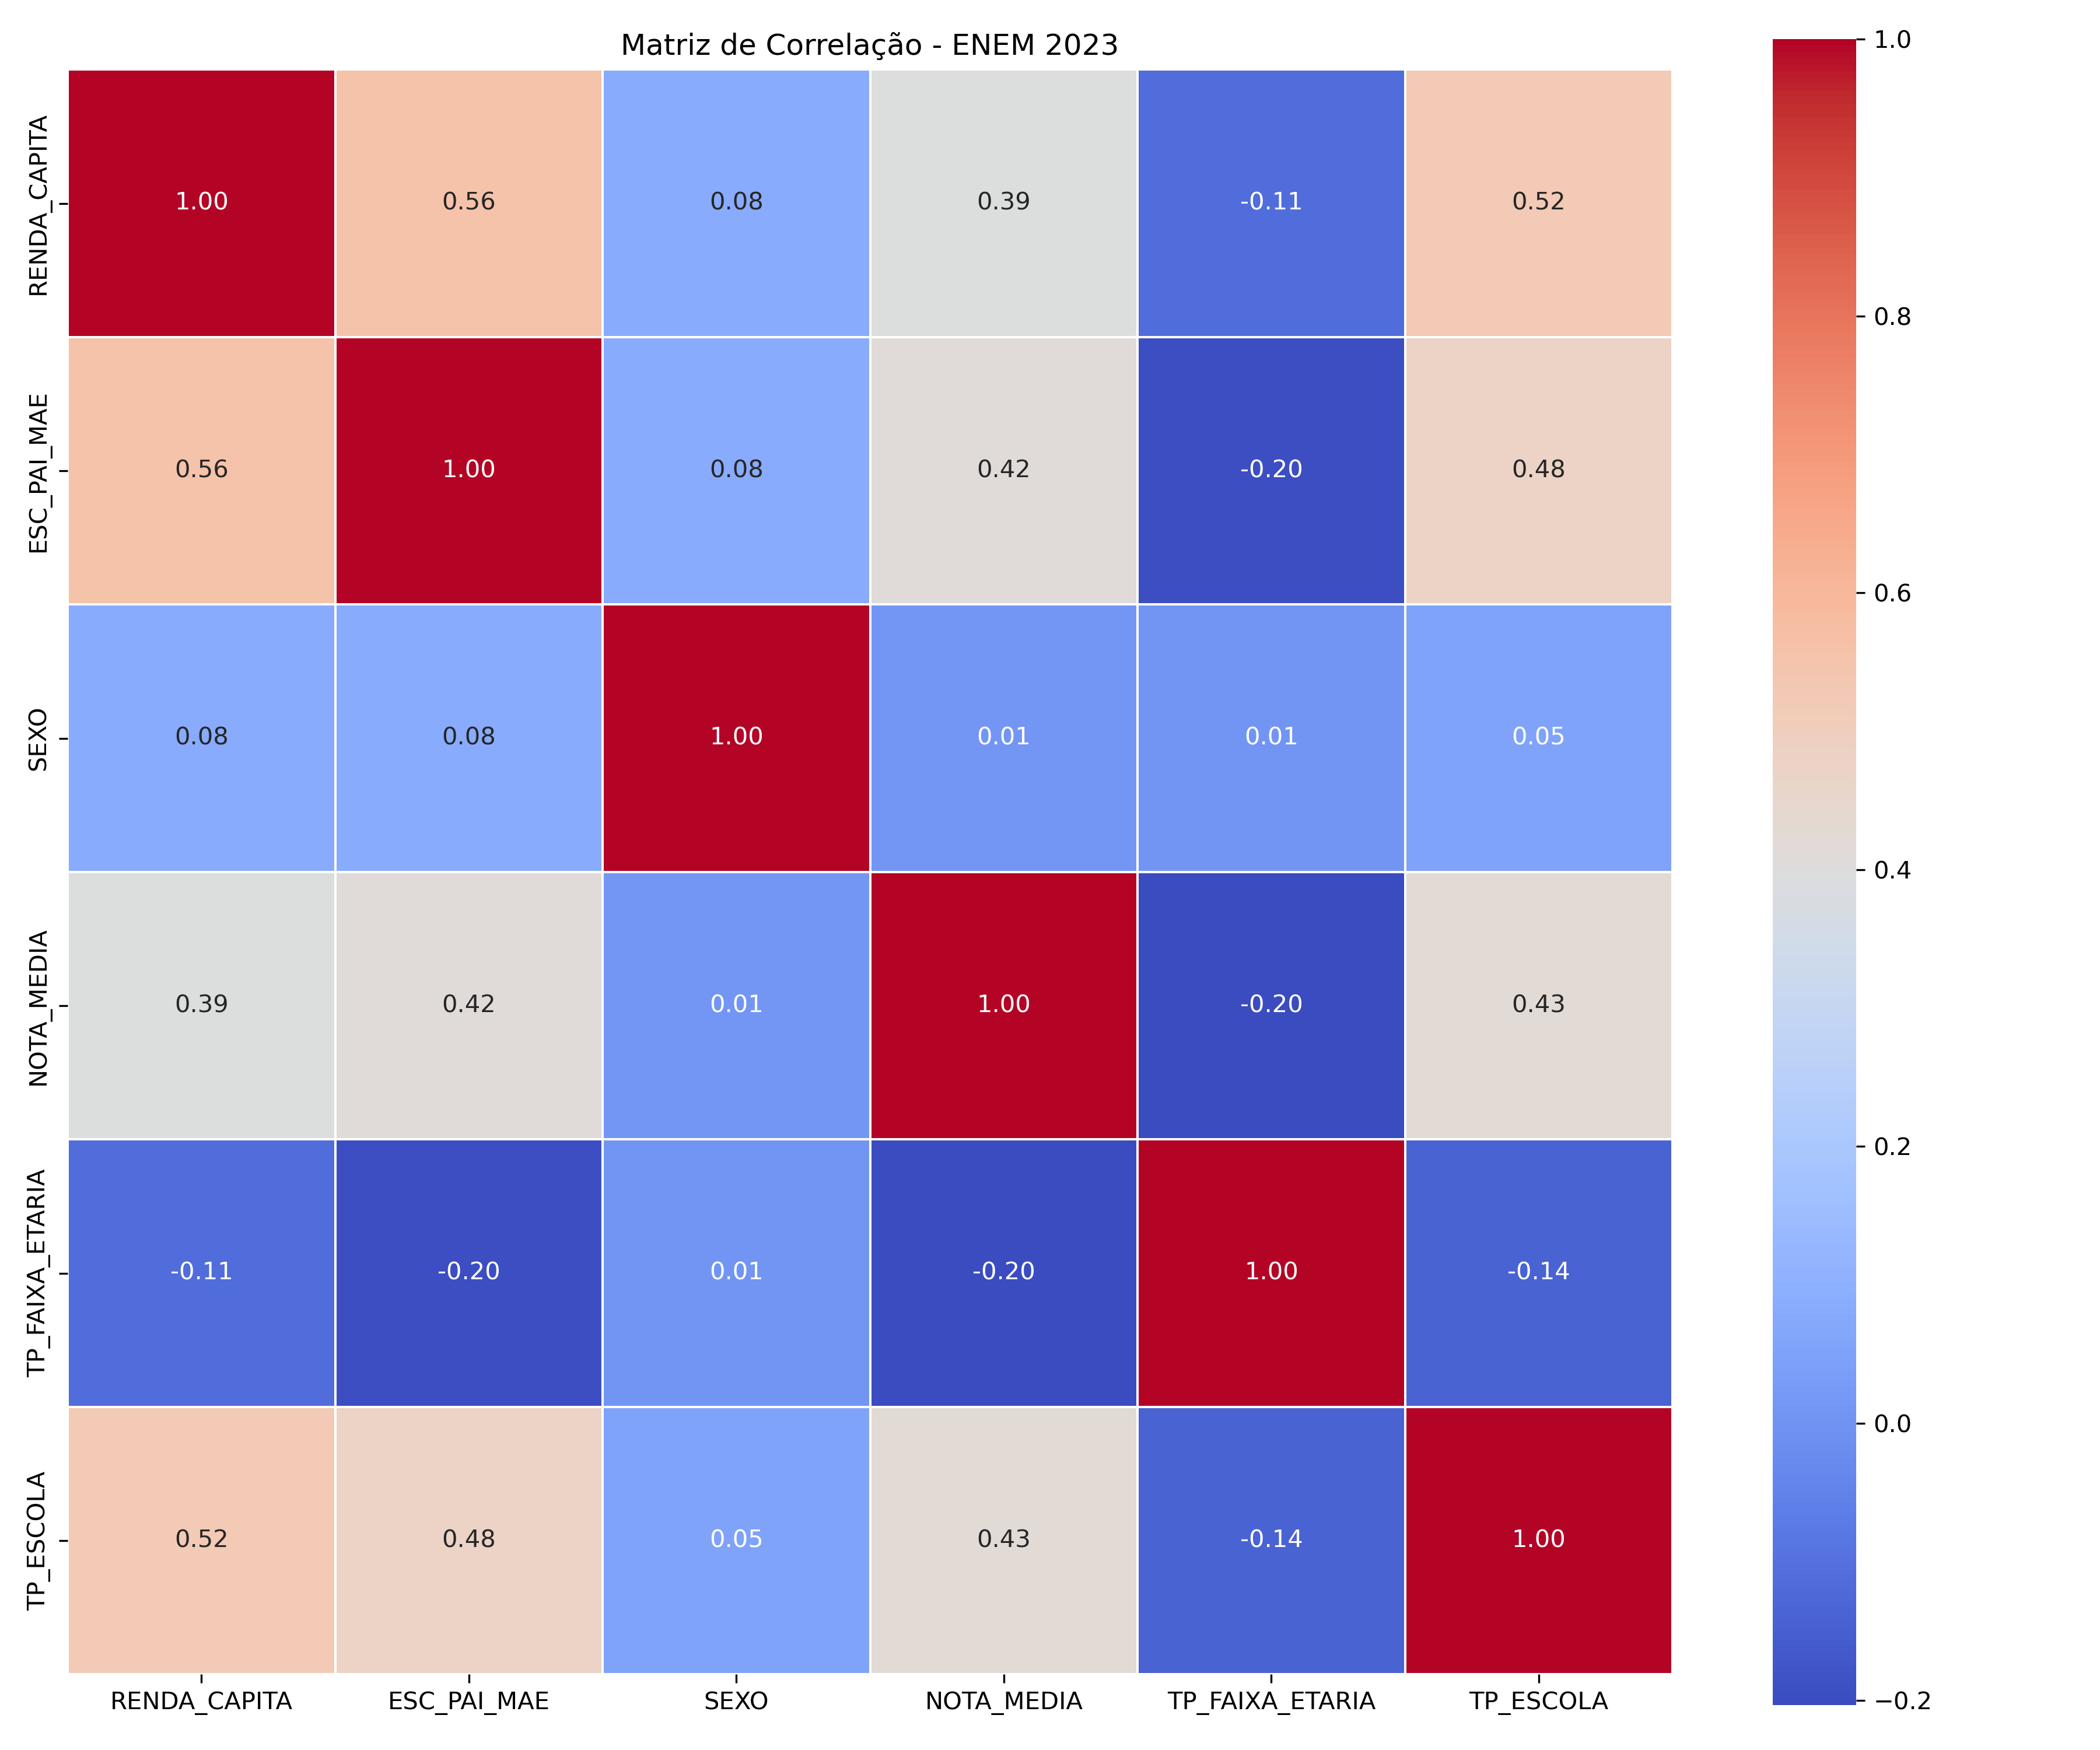 Matriz de Correlação - ENEM 2023
RENDA_CAPITA
1.00 0.56 0.08 0.39 -0.11 0.52
ESC_PAI_MAE
0.56 1.00 0.08 0.42 -0.20 0.48
SEXO
0.08 0.08 1.00 0.01 0.01 0.05
NOTA_MEDIA
0.39 0.42 0.01 1.00 -0.20 0.43
TP_FAIXA_ETARIA
-0.11 -0.20 0.01 -0.20 1.00 -0.14
TP_ESCOLA
0.52 0.48 0.05 0.43 -0.14 1.00
RENDA_CAPITA ESC_PAI_MAE SEXO NOTA_MEDIA TP_FAIXA_ETARIA TP_ESCOLA
1.0
0.8
0.6
0.4
0.2
0.0
−0.2